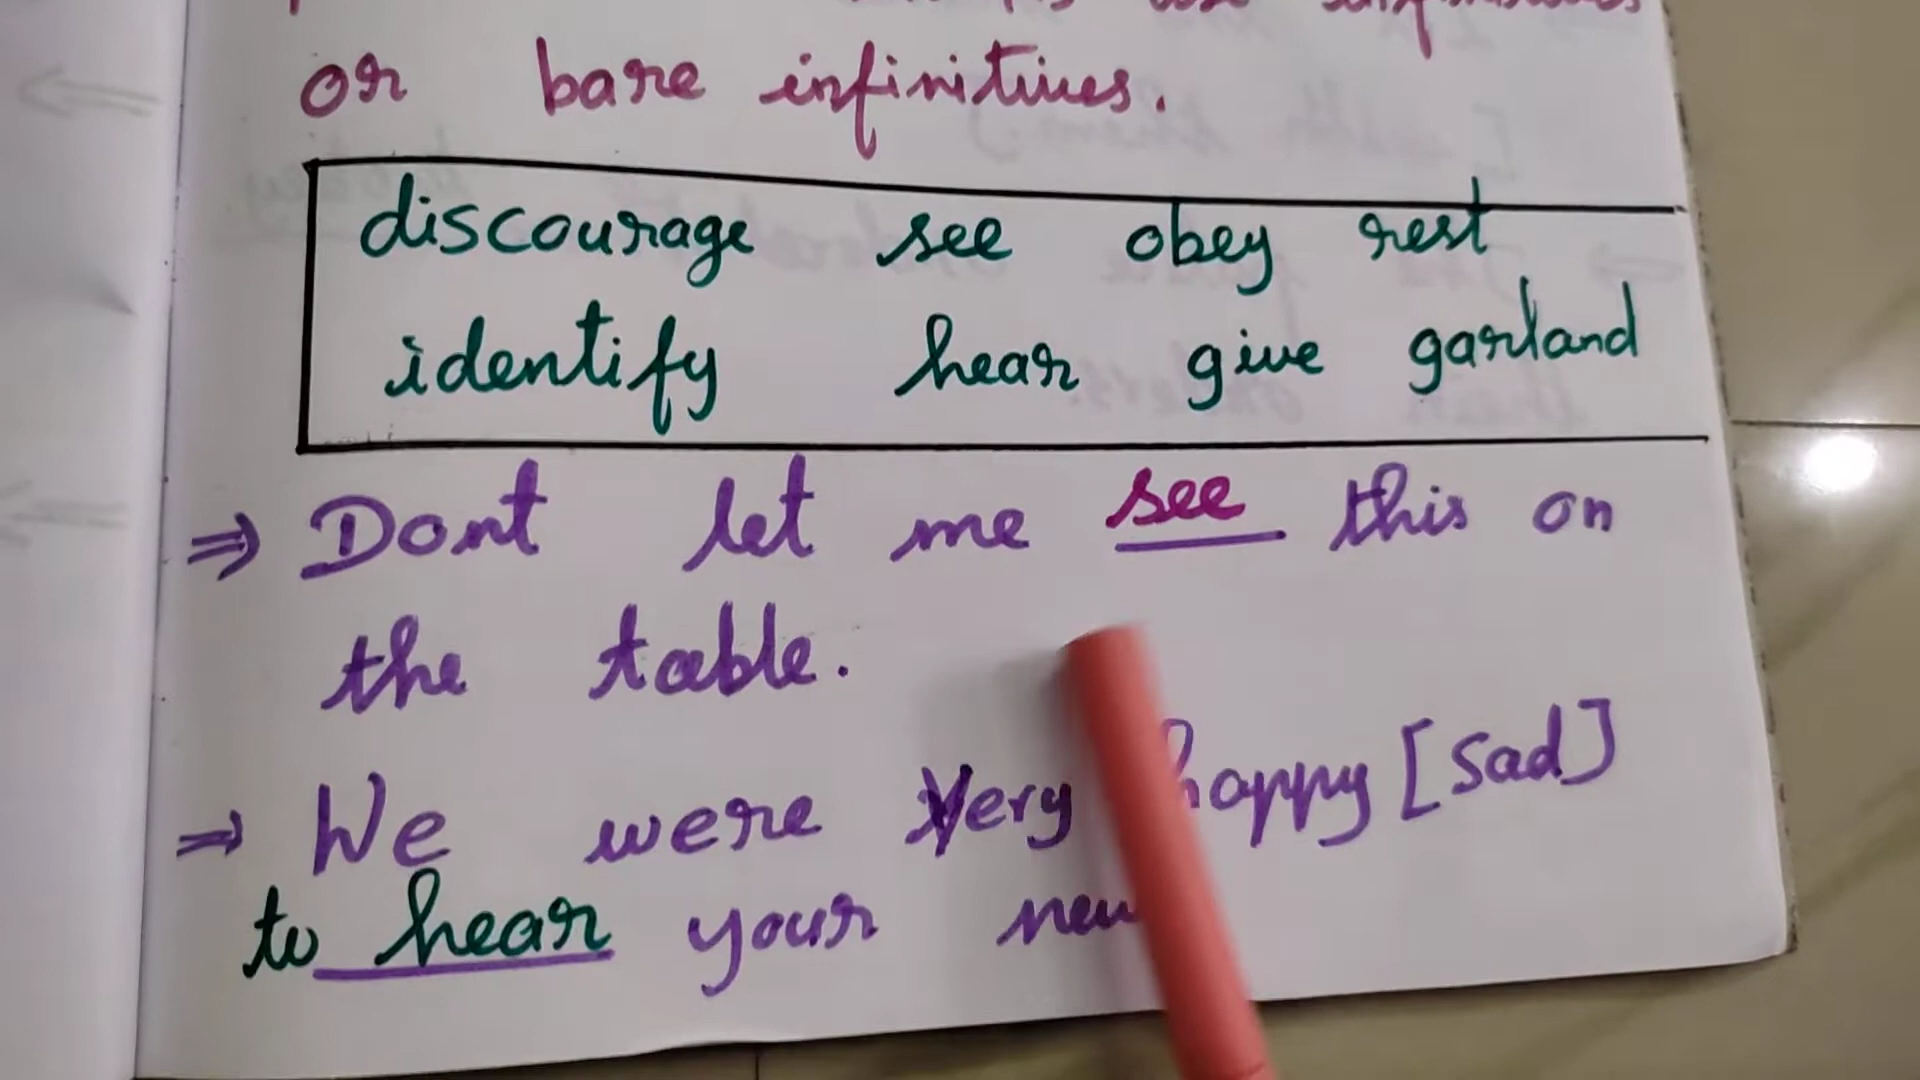 or bare infinitives.
discourage see obey rest
identify hear give garland
⇒ Dont let me see this on
the table.
⇒ We were Very happy [Sad]
to hear your